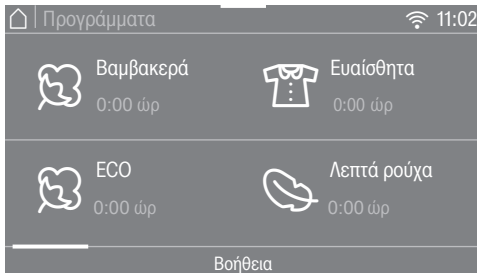 Προγράμματα 11:02
Βαμβακερά
0:00 ώρ
Ευαίσθητα
0:00 ώρ
ECO
0:00 ώρ
Λεπτά ρούχα
0:00 ώρ
Βοήθεια